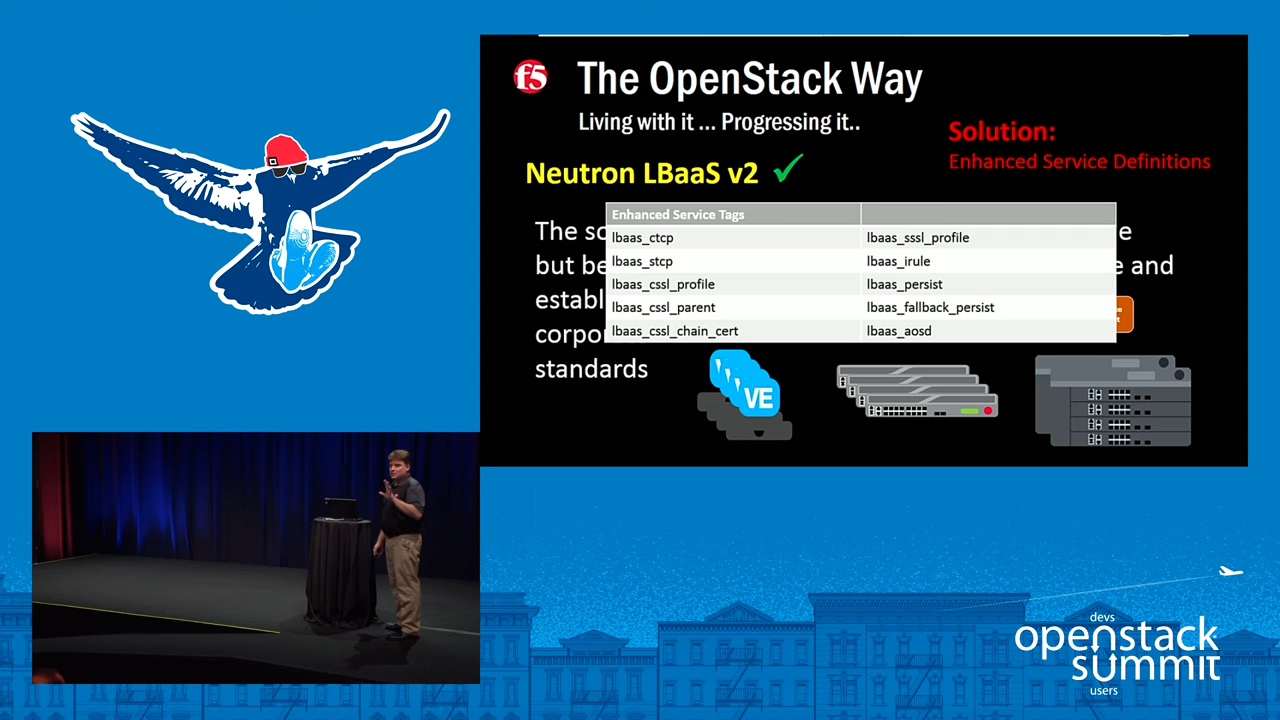 f5
The OpenStack Way
Living with it ... Progressing it..
Solution:
Enhanced Service Definitions
Neutron LBaaS v2
Enhanced Service Tags
The so
e
lbaas_ctcp lbaas_sssl_profile
but be
e and
lbaas_stcp lbaas_irule
establ
lbaas_cssl_profile lbaas_persist
lbaas_cssl_parent lbaas_fallback_persist
corpo
lbaas_cssl_chain_cert lbaas_aosd
standards
VE
devs
openstack
summit
users